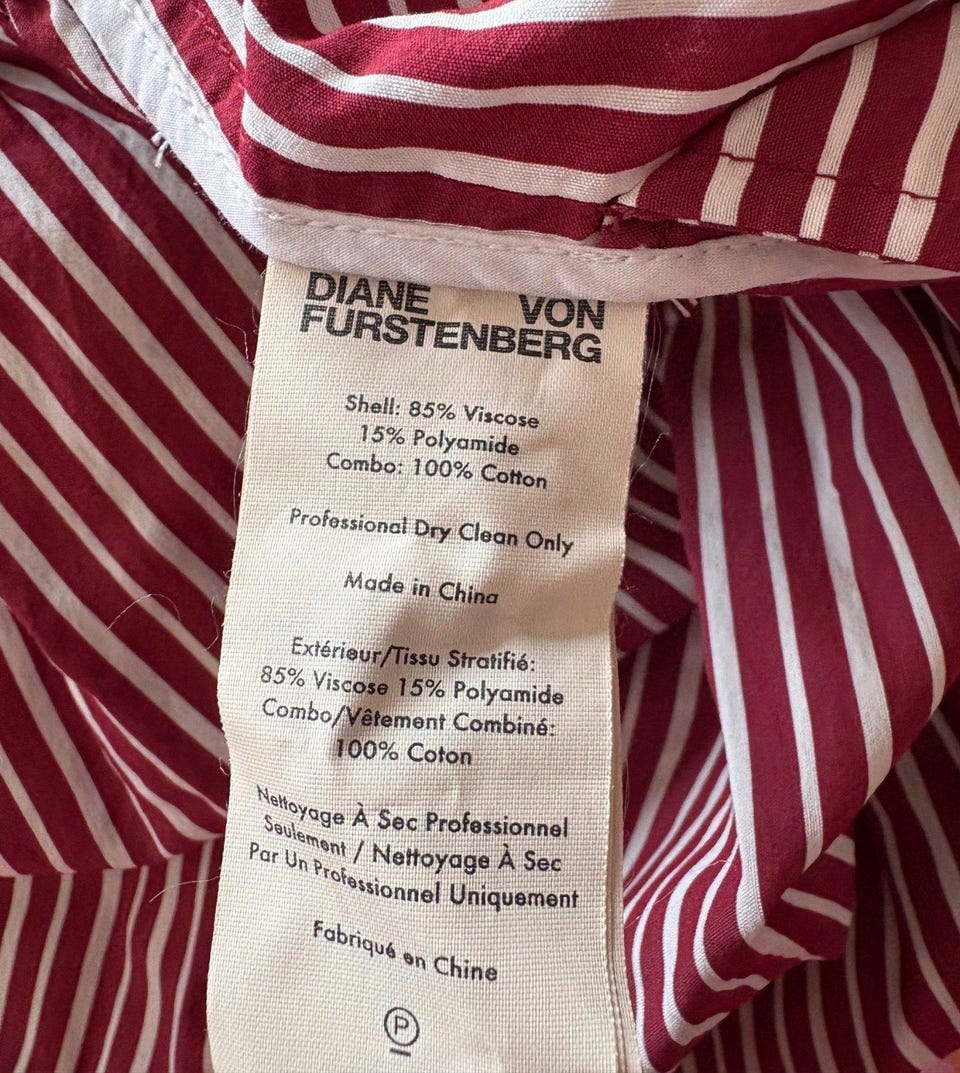 DIANE VON
FURSTENBERG
Shell: 85% Viscose
15% Polyamide
Combo: 100% Cotton
Professional Dry Clean Only
Made in China
Extérieur/Tissu Stratifié:
85% Viscose 15% Polyamide
Combo/Vêtement Combiné:
100% Coton
Nettoyage À Sec Professionnel
Seulement / Nettoyage À Sec
Par Un Professionnel Uniquement
Fabriqué en Chine
P